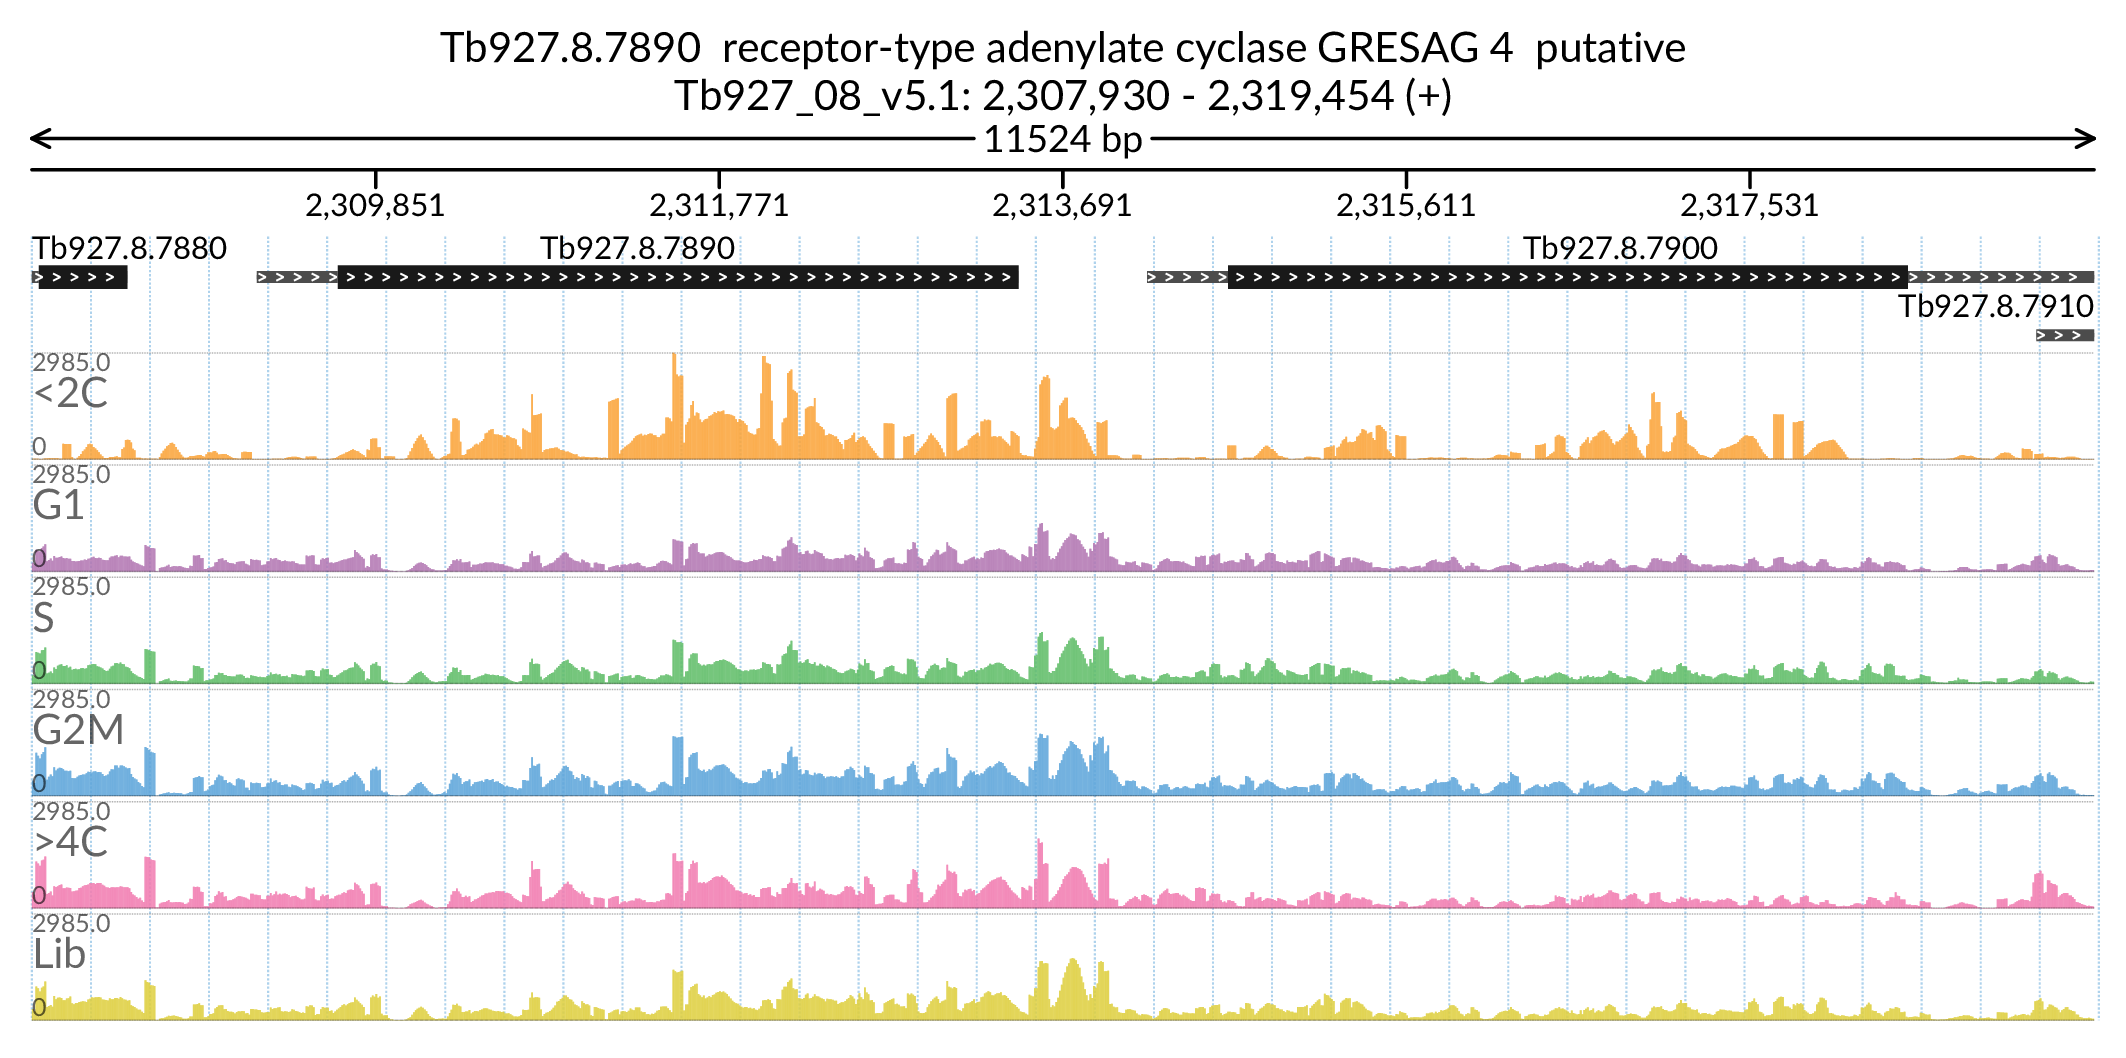 Tb927.8.7890  receptor-type adenylate cyclase GRESAG 4  putative
Tb927_08_v5.1: 2,307,930 - 2,319,454 (+)
11524 bp
2,309,851 2,311,771 2,313,691 2,315,611 2,317,531
Tb927.8.7880 Tb927.8.7890 Tb927.8.7900
Tb927.8.7910
2985.0
<2C
0
2985.0
G1
0
2985.0
S
0
2985.0
G2M
0
2985.0
>4C
0
2985.0
Lib
0